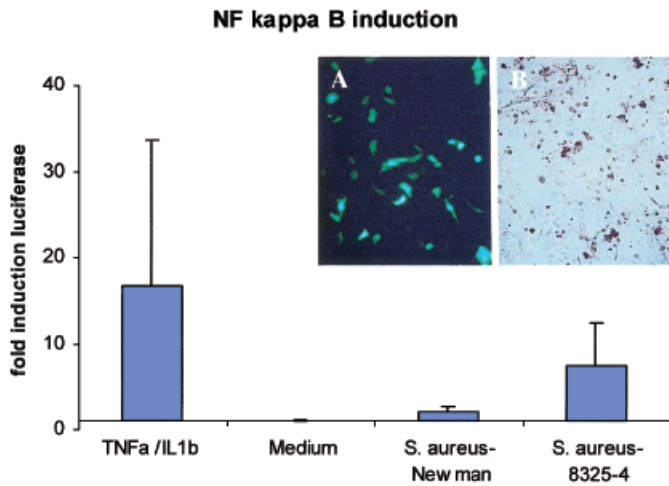 NF kappa B induction
A
B
40
30
20
10
0
fold induction luciferase
TNFa /IL1b
Medium
S. aureus-
New man
S. aureus-
8325-4